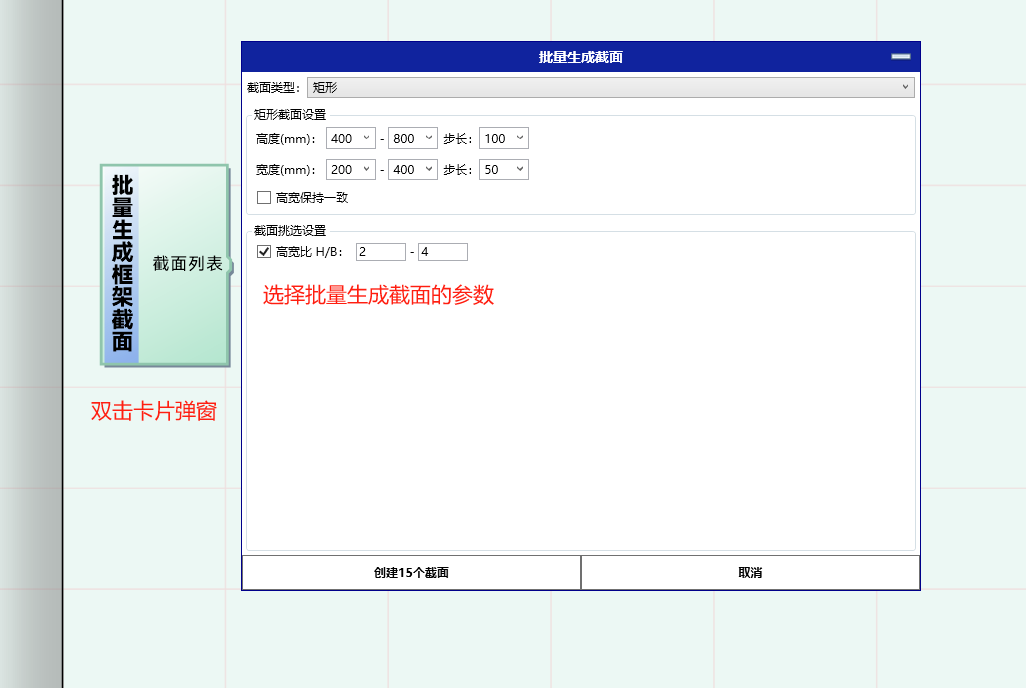 批量生成截面
截面类型： 矩形
矩形截面设置
高度(mm)： 400 - 800 步长： 100
宽度(mm)： 200 - 400 步长： 50
高宽保持一致
截面挑选设置
高宽比 H/B： 2 - 4
选择批量生成截面的参数
创建15个截面 取消
批量生成框架截面
截面列表
双击卡片弹窗